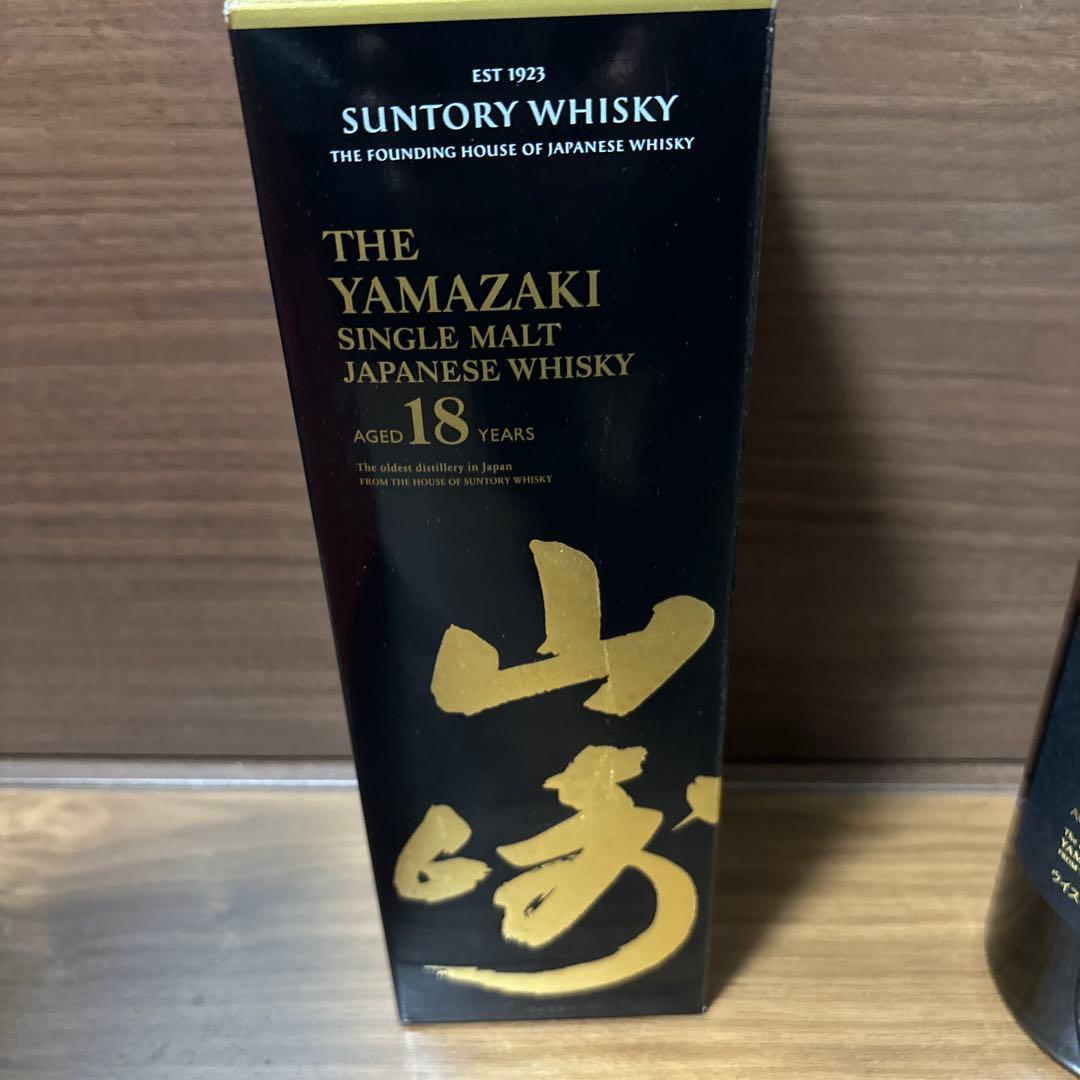 EST 1923
SUNTORY WHISKY
THE FOUNDING HOUSE OF JAPANESE WHISKY
THE
YAMAZAKI
SINGLE MALT
JAPANESE WHISKY
AGED 18 YEARS
The oldest distillery in Japan
FROM THE HOUSE OF SUNTORY WHISKY
山
崎